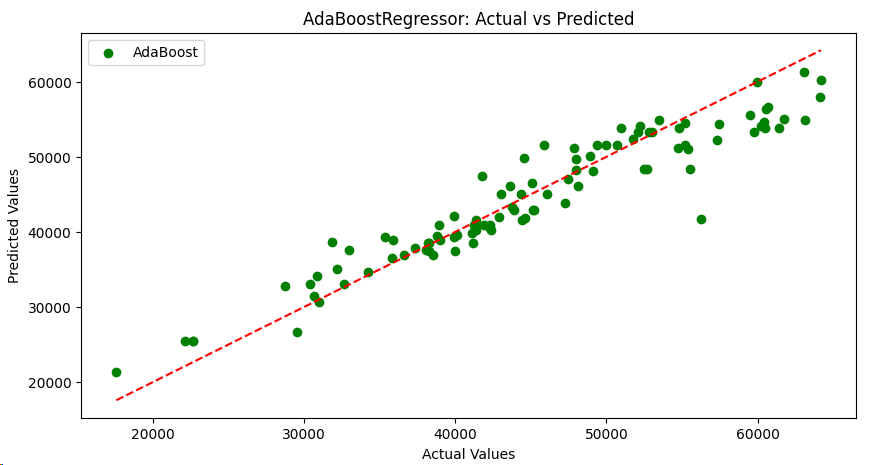 AdaBoostRegressor: Actual vs Predicted
AdaBoost
60000
50000
40000
30000
20000
Predicted Values
20000 30000 40000 50000 60000
Actual Values